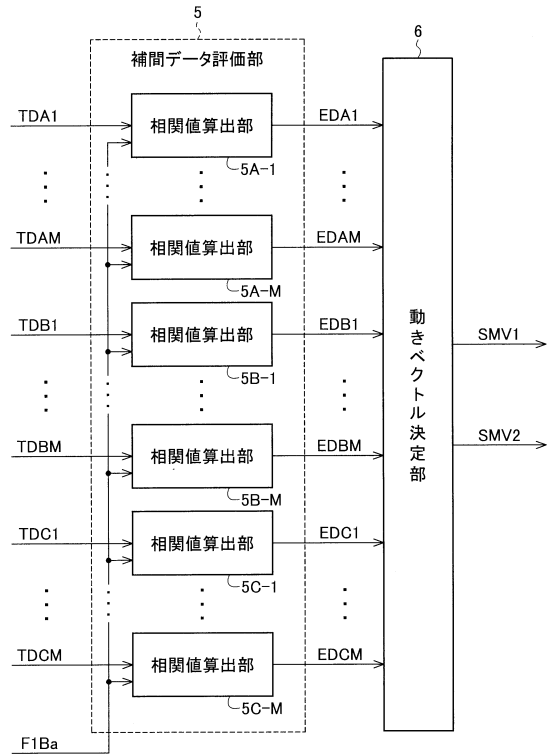 5
6
補間データ評価部
TDA1
相関値算出部
EDA1
5A-1
TDAM
相関値算出部
EDAM
5A-M
TDB1
相関値算出部
EDB1
5B-1
動きベクトル決定部
SMV1
SMV2
TDBM
相関値算出部
EDBM
5B-M
TDC1
相関値算出部
EDC1
5C-1
TDCM
相関値算出部
EDCM
5C-M
F1Ba